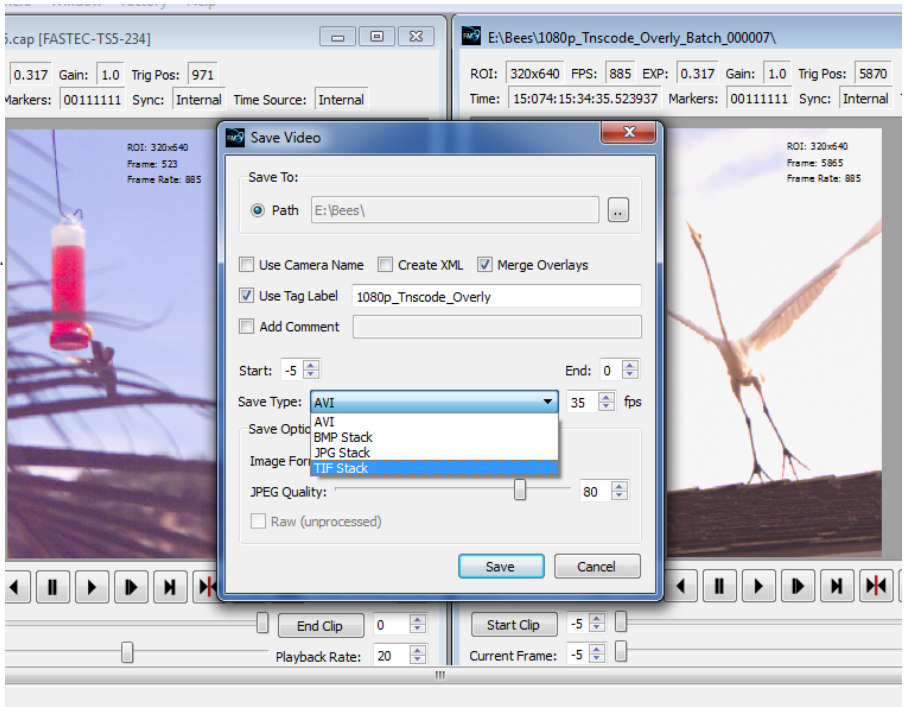 Window Factory Help
5.cap [FASTEC-TS5-234]
0.317 Gain: 1.0 Trig Pos: 971
Markers: 00111111 Sync: Internal Time Source: Internal
ROI: 320x640
Frame: 523
Frame Rate: 885
E:\Bees\1080p_Tnscode_Overly_Batch_000007\
ROI: 320x640 FPS: 885 EXP: 0.317 Gain: 1.0 Trig Pos: 5870
Time: 15:074:15:34:35.523937 Markers: 00111111 Sync: Internal
ROI: 320x640
Frame: 5865
Frame Rate: 885
Save Video
Save To:
Path E:\Bees\ ..
Use Camera Name Create XML Merge Overlays
Use Tag Label 1080p_Tnscode_Overly
Add Comment
Start: -5 End: 0
Save Type: AVI 35 fps
AVI
BMP Stack
JPG Stack
TIF Stack
Save Optio
Image For
JPEG Quality: 80
Raw (unprocessed)
Save Cancel
End Clip 0
Playback Rate: 20
Start Clip -5
Current Frame: -5